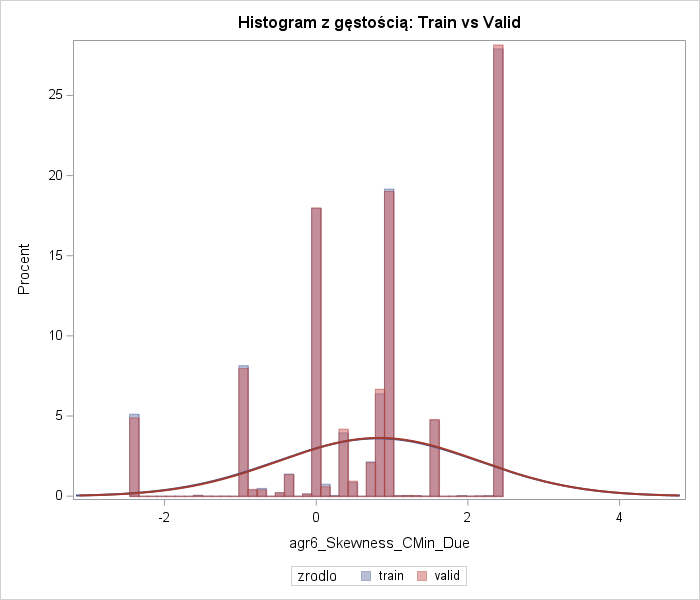 Histogram z gęstością: Train vs Valid
25
20
15
10
5
0
Procent
-2
0
2
4
agr6_Skewness_CMin_Due
zrodlo train valid